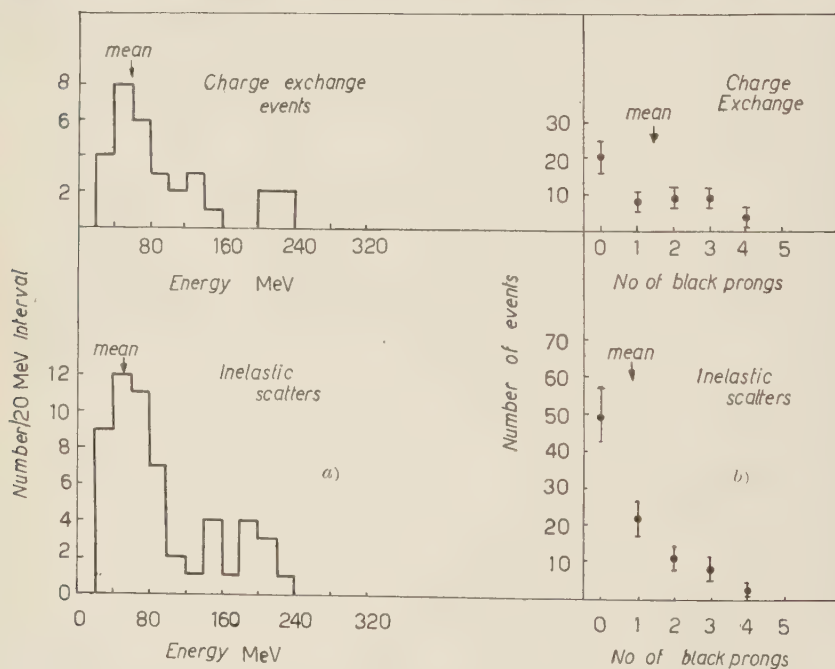 mean
8
6
4
2
Charge exchange
events
80 160 240 320
Energy MeV
Charge
Exchange
mean
30
20
10
0 1 2 3 4 5
No of black prongs
Number/20 MeV Interval
mean
12
10
8
6
4
2
0
Inelastic
scatters
a)
0 80 160 240 320
Energy MeV
Number of events
70
60
50
40
30
20
10
mean
Inelastic
scatters
b)
0 1 2 3 4 5
No of black prongs